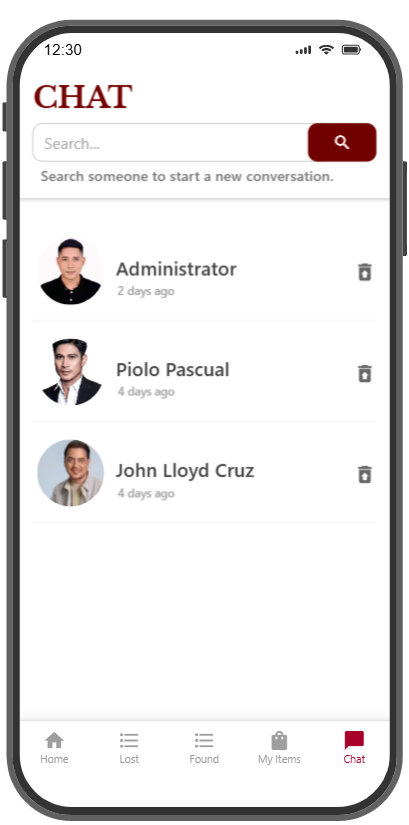 12:30
CHAT
Search...
Search someone to start a new conversation.
Administrator
2 days ago
Piolo Pascual
4 days ago
John Lloyd Cruz
4 days ago
Home
Lost
Found
My Items
Chat